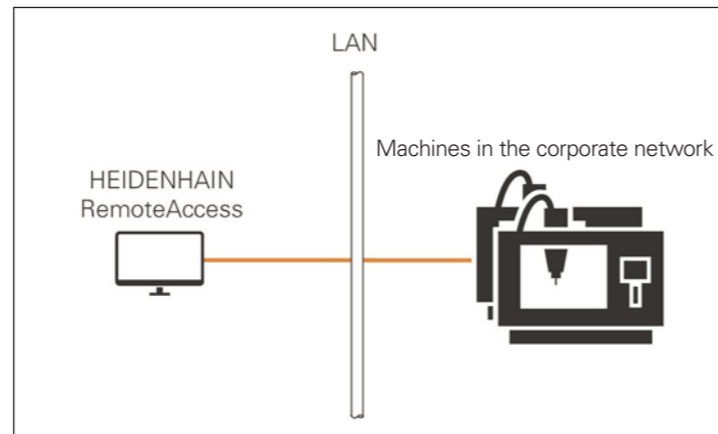 LAN
Machines in the corporate network
HEIDENHAIN
RemoteAccess